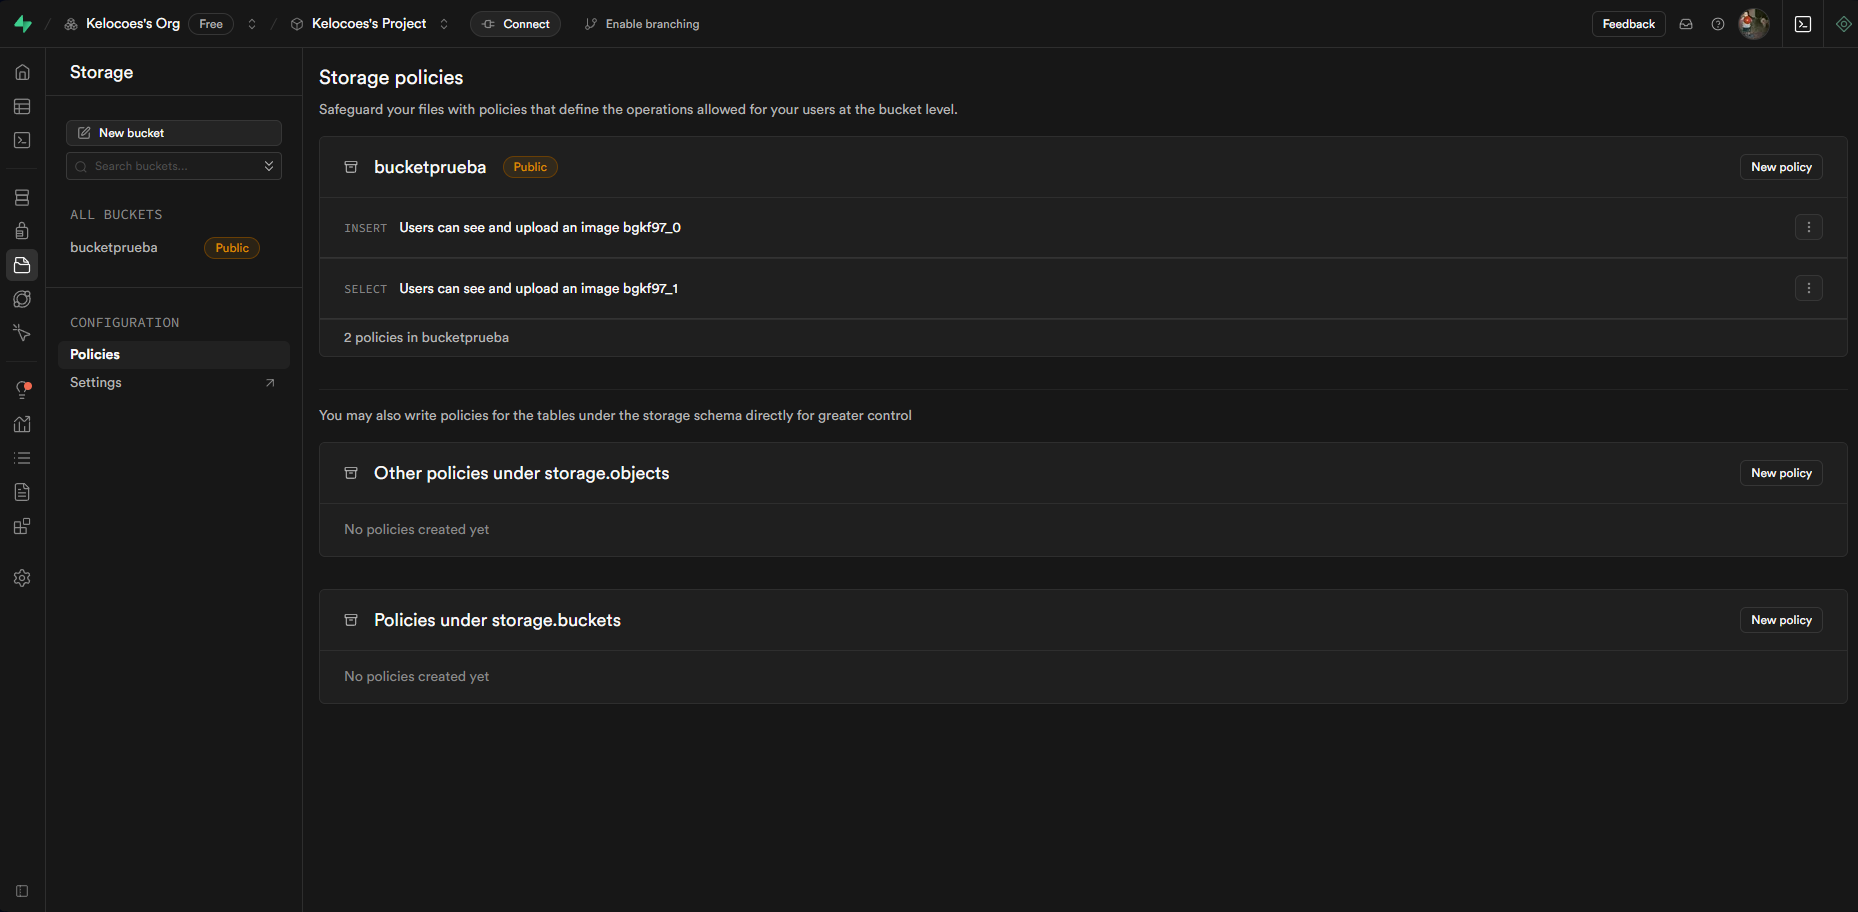 Kelocoes's Org Free Kelocoes's Project Connect Enable branching Feedback
Storage
New bucket
Search buckets...
ALL BUCKETS
bucketprueba Public
CONFIGURATION
Policies
Settings
Storage policies
Safeguard your files with policies that define the operations allowed for your users at the bucket level.
bucketprueba Public New policy
INSERT Users can see and upload an image bgkf97_0
SELECT Users can see and upload an image bgkf97_1
2 policies in bucketprueba
You may also write policies for the tables under the storage schema directly for greater control
Other policies under storage.objects New policy
No policies created yet
Policies under storage.buckets New policy
No policies created yet